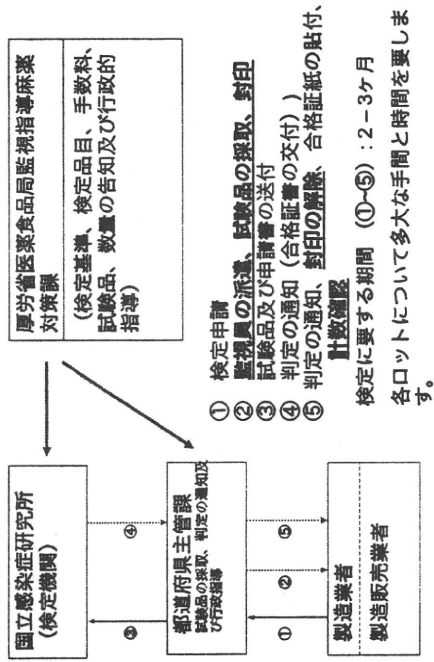 国立感染症研究所
(検定機関)
③
④
都道府県主管課
試験品の採取、判定の通知及
び行政指導
①
②
⑤
製造業者
製造販売業者
厚労省医薬食品局監視指導麻薬
対策課
(検定基準、検定品目、手数料、
試験品、数量の告知及び行政的
指導)
① 検定申請
② 監視員の派遣、試験品の採取、封印
③ 試験品及び申請書の送付
④ 判定の通知(合格証書の交付))
⑤ 判定の通知、封印の解除、合格証紙の貼付、
計数確認
検定に要する期間 (①~⑤):2-3ヶ月
各ロットについて多大な手間と時間を要しま
す。